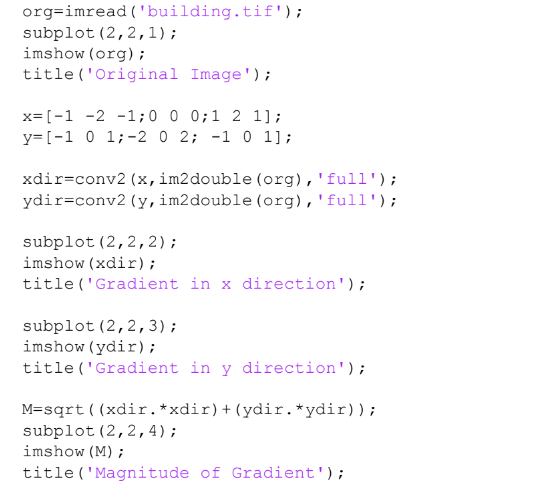 org=imread('building.tif');
subplot(2,2,1);
imshow(org);
title('Original Image');
x=[-1 -2 -1;0 0 0;1 2 1];
y=[-1 0 1;-2 0 2; -1 0 1];
xdir=conv2(x,im2double(org),'full');
ydir=conv2(y,im2double(org),'full');
subplot(2,2,2);
imshow(xdir);
title('Gradient in x direction');
subplot(2,2,3);
imshow(ydir);
title('Gradient in y direction');
M=sqrt((xdir.*xdir)+(ydir.*ydir));
subplot(2,2,4);
imshow(M);
title('Magnitude of Gradient');